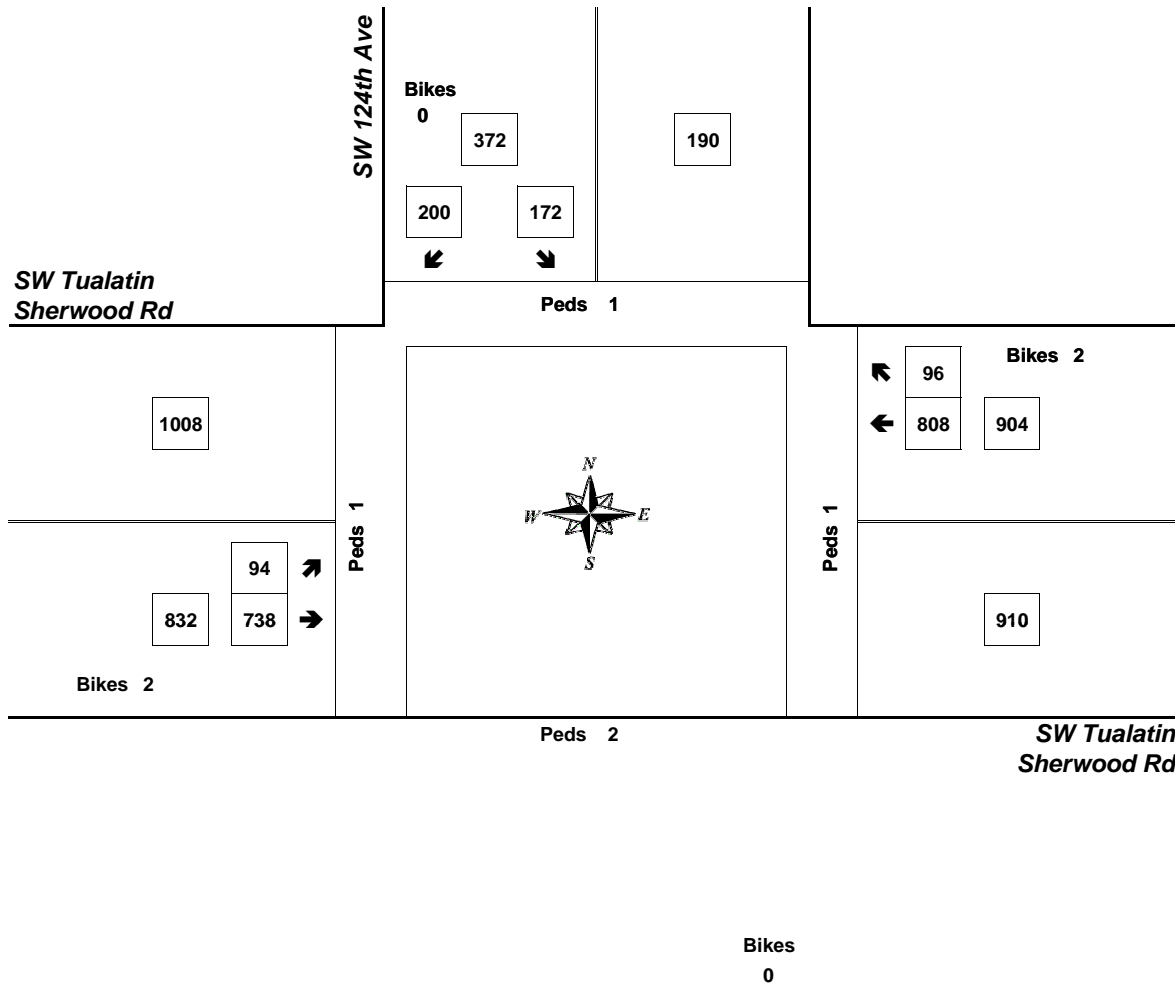 SW 124th Ave
Bikes
0
372
190
200
172
SW Tualatin
Sherwood Rd
Peds 1
Bikes 2
96
1008
808
904
N
W
E
S
Peds 1
Peds 1
94
832
738
910
Bikes 2
Peds 2
SW Tualatin
Sherwood Rd
Bikes
0